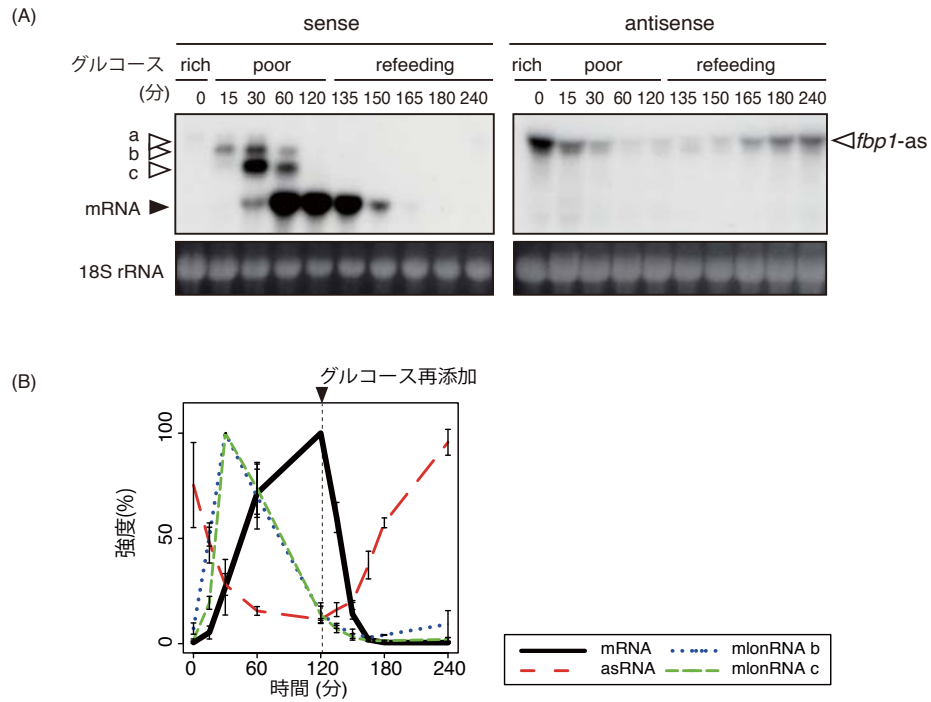 (A)
sense antisense
グルコース rich poor refeeding rich poor refeeding
(分) 0 15 30 60 120 135 150 165 180 240 0 15 30 60 120 135 150 165 180 240
a
b
c
fbp1-as
mRNA
18S rRNA
(B)
グルコース再添加
100
50
0
強度(%)
0 60 120 180 240
時間 (分)
mRNA mlonRNA b
asRNA mlonRNA c